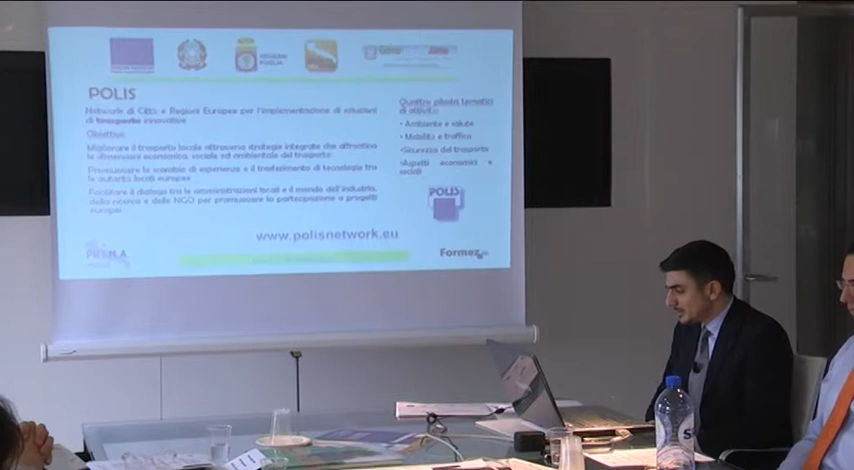 REGIONE
PUGLIA
POLIS
Network di Città e Regioni Europee per l'implementazione di soluzioni
di trasporto innovative
Obiettivi
Migliorare il trasporto locale attraverso strategie integrate che affrontino
le dimensioni economica, sociale ed ambientale del trasporto
Promuovere lo scambio di esperienze e il trasferimento di tecnologie tra
le autorità locali europee
Facilitare il dialogo tra le amministrazioni locali e il mondo dell'industria,
della ricerca e delle NGO per promuovere la partecipazione a progetti
europei
Quattro pilastri tematici
di attività:
• Ambiente e salute
• Mobilità e traffico
•Sicurezza del trasporto
•Aspetti economici e
sociali
POLIS
www.polisnetwork.eu
PRIM.A
Formez